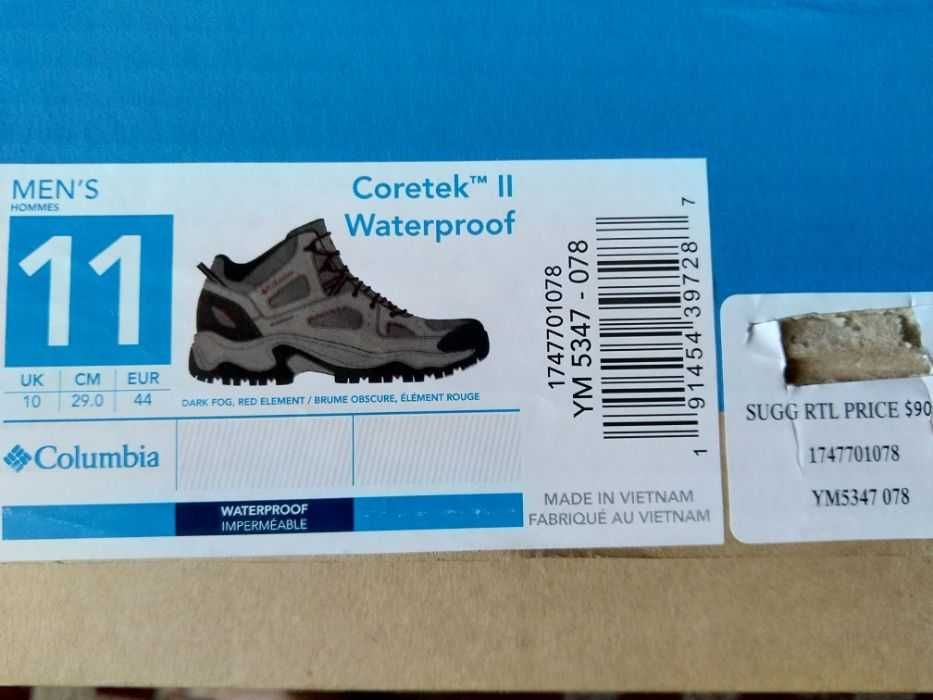 MEN'S
HOMMES
11
UK CM EUR
10 29.0 44
Coretek™ II
Waterproof
Columbia
DARK FOG, RED ELEMENT / BRUME OBSCURE, ÉLÉMENT ROUGE
Columbia
WATERPROOF
IMPERMÉABLE
1747701078
YM 5347 - 078
1 91454 39728 7
MADE IN VIETNAM
FABRIQUÉ AU VIETNAM
SUGG RTL PRICE $90
1747701078
YM5347 078